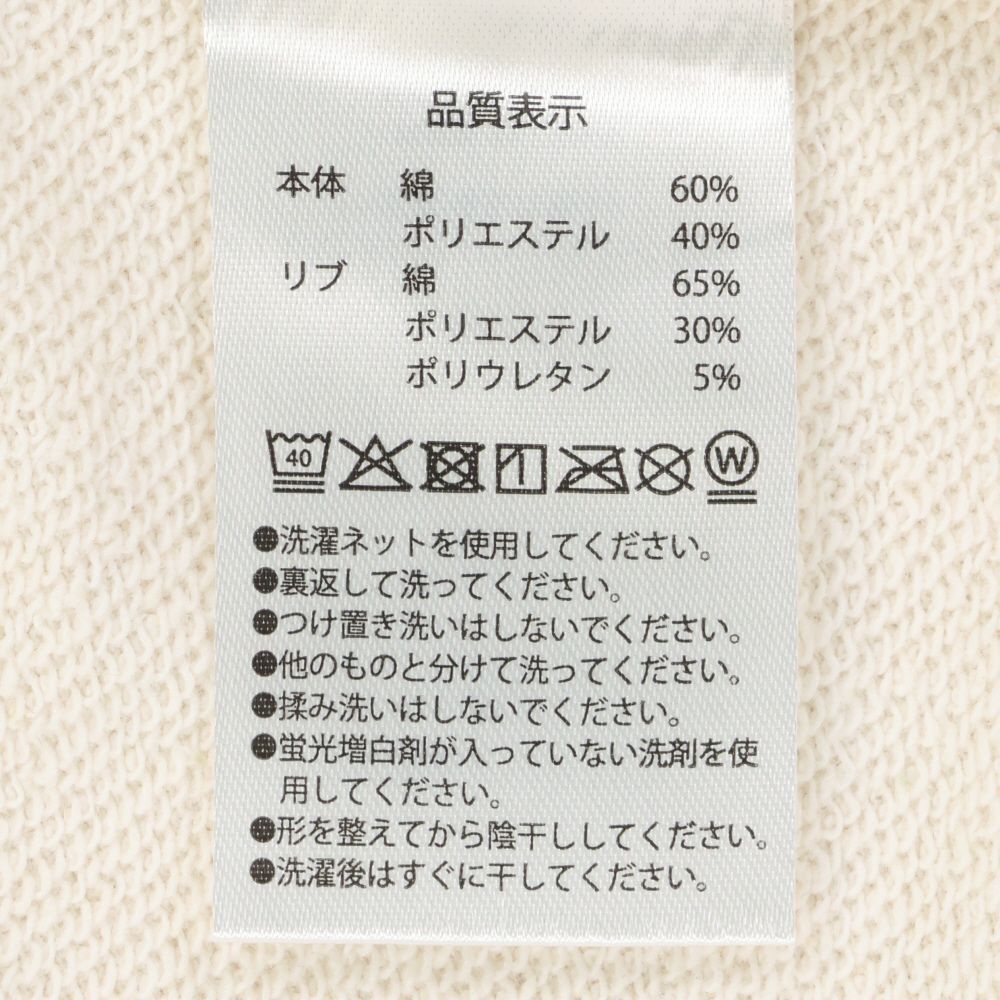 品質表示
本体 綿 60%
ポリエステル 40%
リブ 綿 65%
ポリエステル 30%
ポリウレタン 5%
40 W
●洗濯ネットを使用してください。
●裏返して洗ってください。
●つけ置き洗いはしないでください。
●他のものと分けて洗ってください。
●揉み洗いはしないでください。
●蛍光増白剤が入っていない洗剤を使
用してください。
●形を整えてから陰干ししてください。
●洗濯後はすぐに干してください。